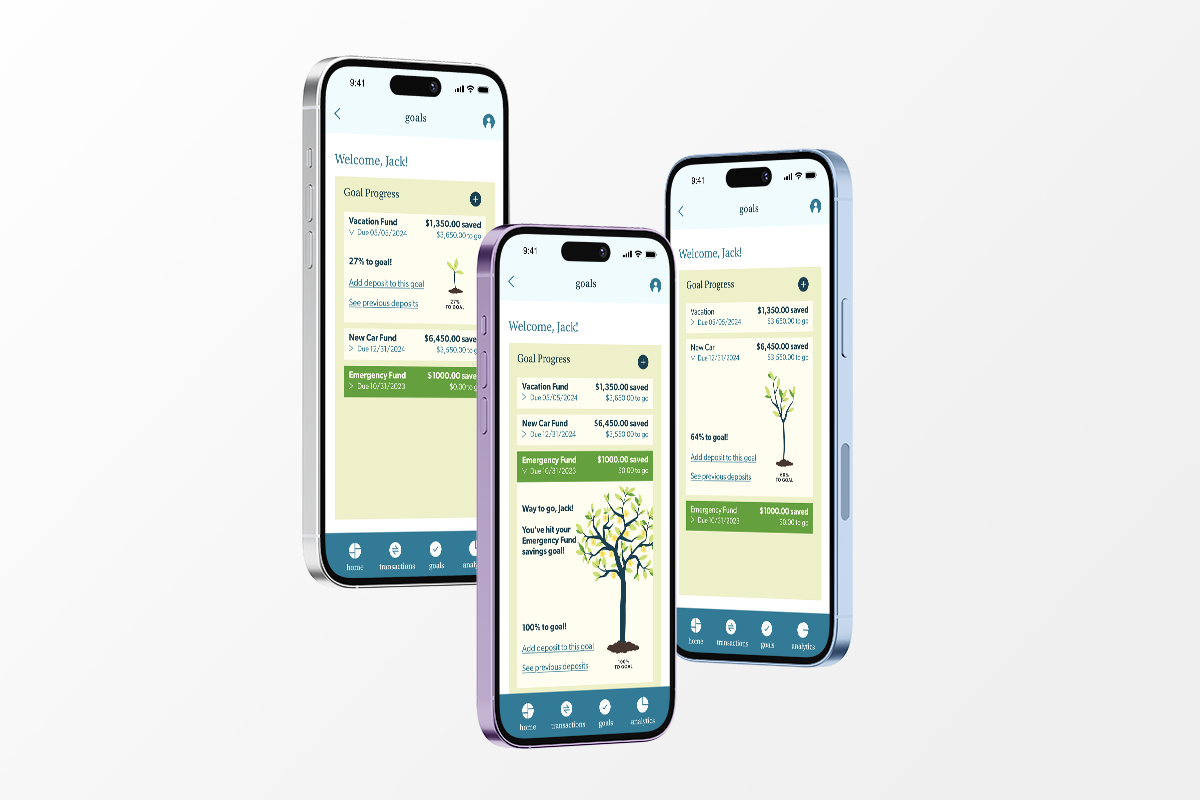 9:41
goals
Welcome, Jack!
Goal Progress
Vacation Fund $1,350.00 saved
Due 05/05/2024 $3,650.00 to go
27% to goal!
Add deposit to this goal
See previous deposits
27%
TO GOAL
New Car Fund $6,450.00 saved
Due 12/31/2024 $3,550.00 to go
Emergency Fund $1000.00 saved
Due 10/31/2023 $0.00 to go
home transactions goals analy
9:41
goals
Welcome, Jack!
Goal Progress
Vacation Fund $1,350.00 saved
Due 05/05/2024 $3,650.00 to go
New Car Fund $6,450.00 saved
Due 12/31/2024 $3,550.00 to go
Emergency Fund $1000.00 saved
Due 10/31/2023 $0.00 to go
Way to go, Jack!
You've hit your
Emergency Fund
savings goal!
100% to goal!
Add deposit to this goal
See previous deposits
100%
TO GOAL
home transactions goals analytics
9:41
goals
Welcome, Jack!
Goal Progress
Vacation $1,350.00 saved
Due 05/05/2024 $3,650.00 to go
New Car $6,450.00 saved
Due 12/31/2024 $3,550.00 to go
64% to goal!
Add deposit to this goal
See previous deposits
TO GOAL
Emergency Fund $1000.00 saved
Due 10/31/2023 $0.00 to go
home transactions goals analytics